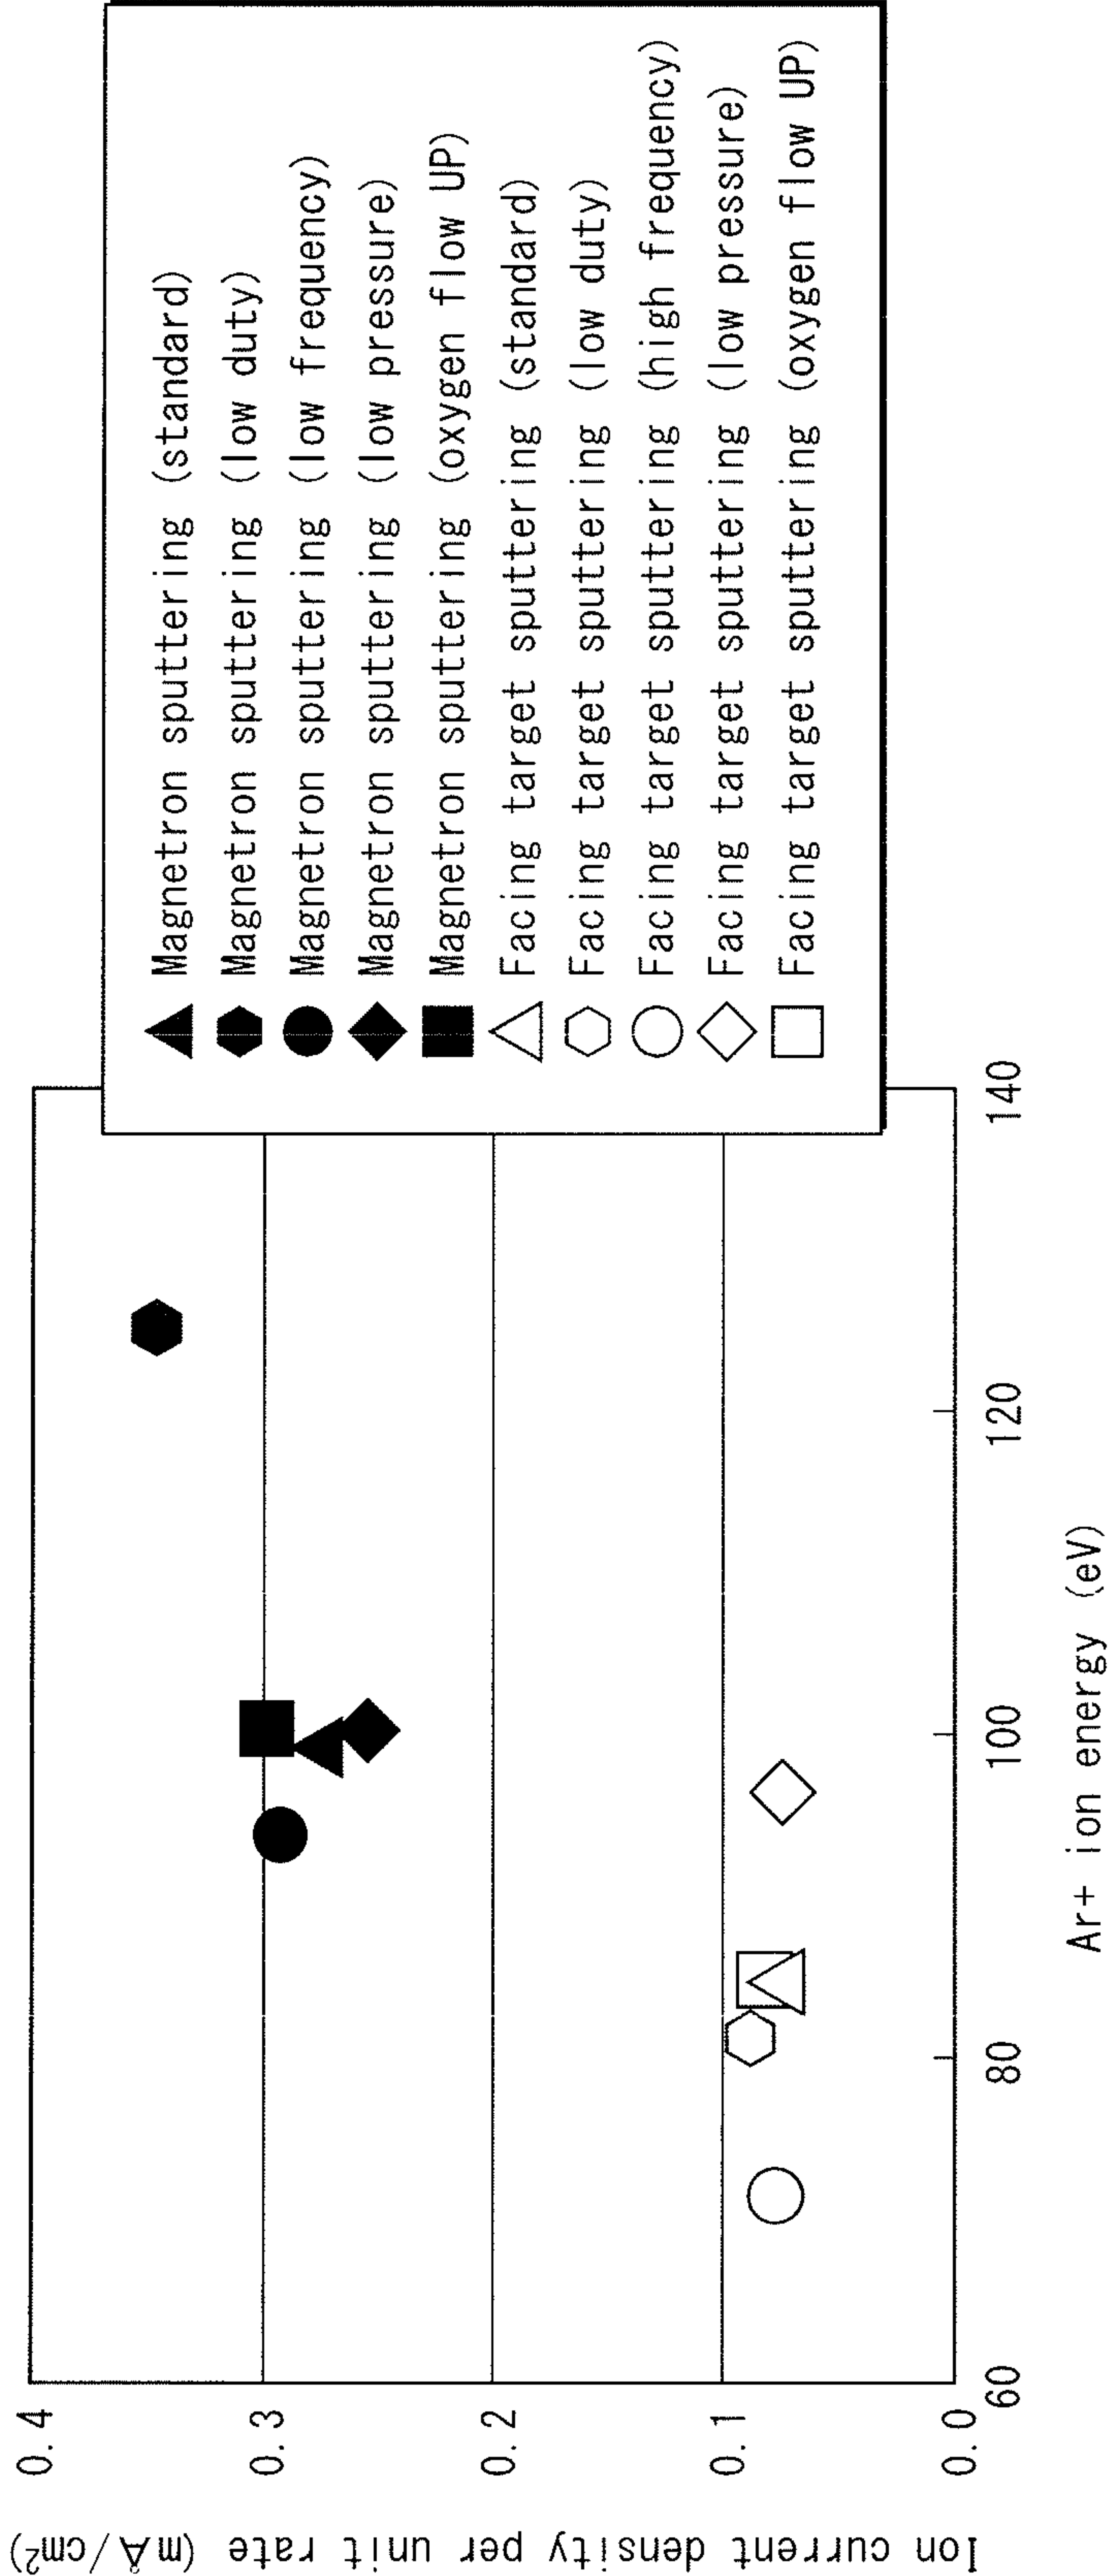 Ion current density per unit rate (mA/cm²)
0.4
0.3
0.2
0.1
0.0
60
80
100
120
140
Ar+ ion energy (eV)
Magnetron sputtering (standard)
Magnetron sputtering (low duty)
Magnetron sputtering (low frequency)
Magnetron sputtering (low pressure)
Magnetron sputtering (oxygen flow UP)
Facing target sputtering (standard)
Facing target sputtering (low duty)
Facing target sputtering (high frequency)
Facing target sputtering (low pressure)
Facing target sputtering (oxygen flow UP)